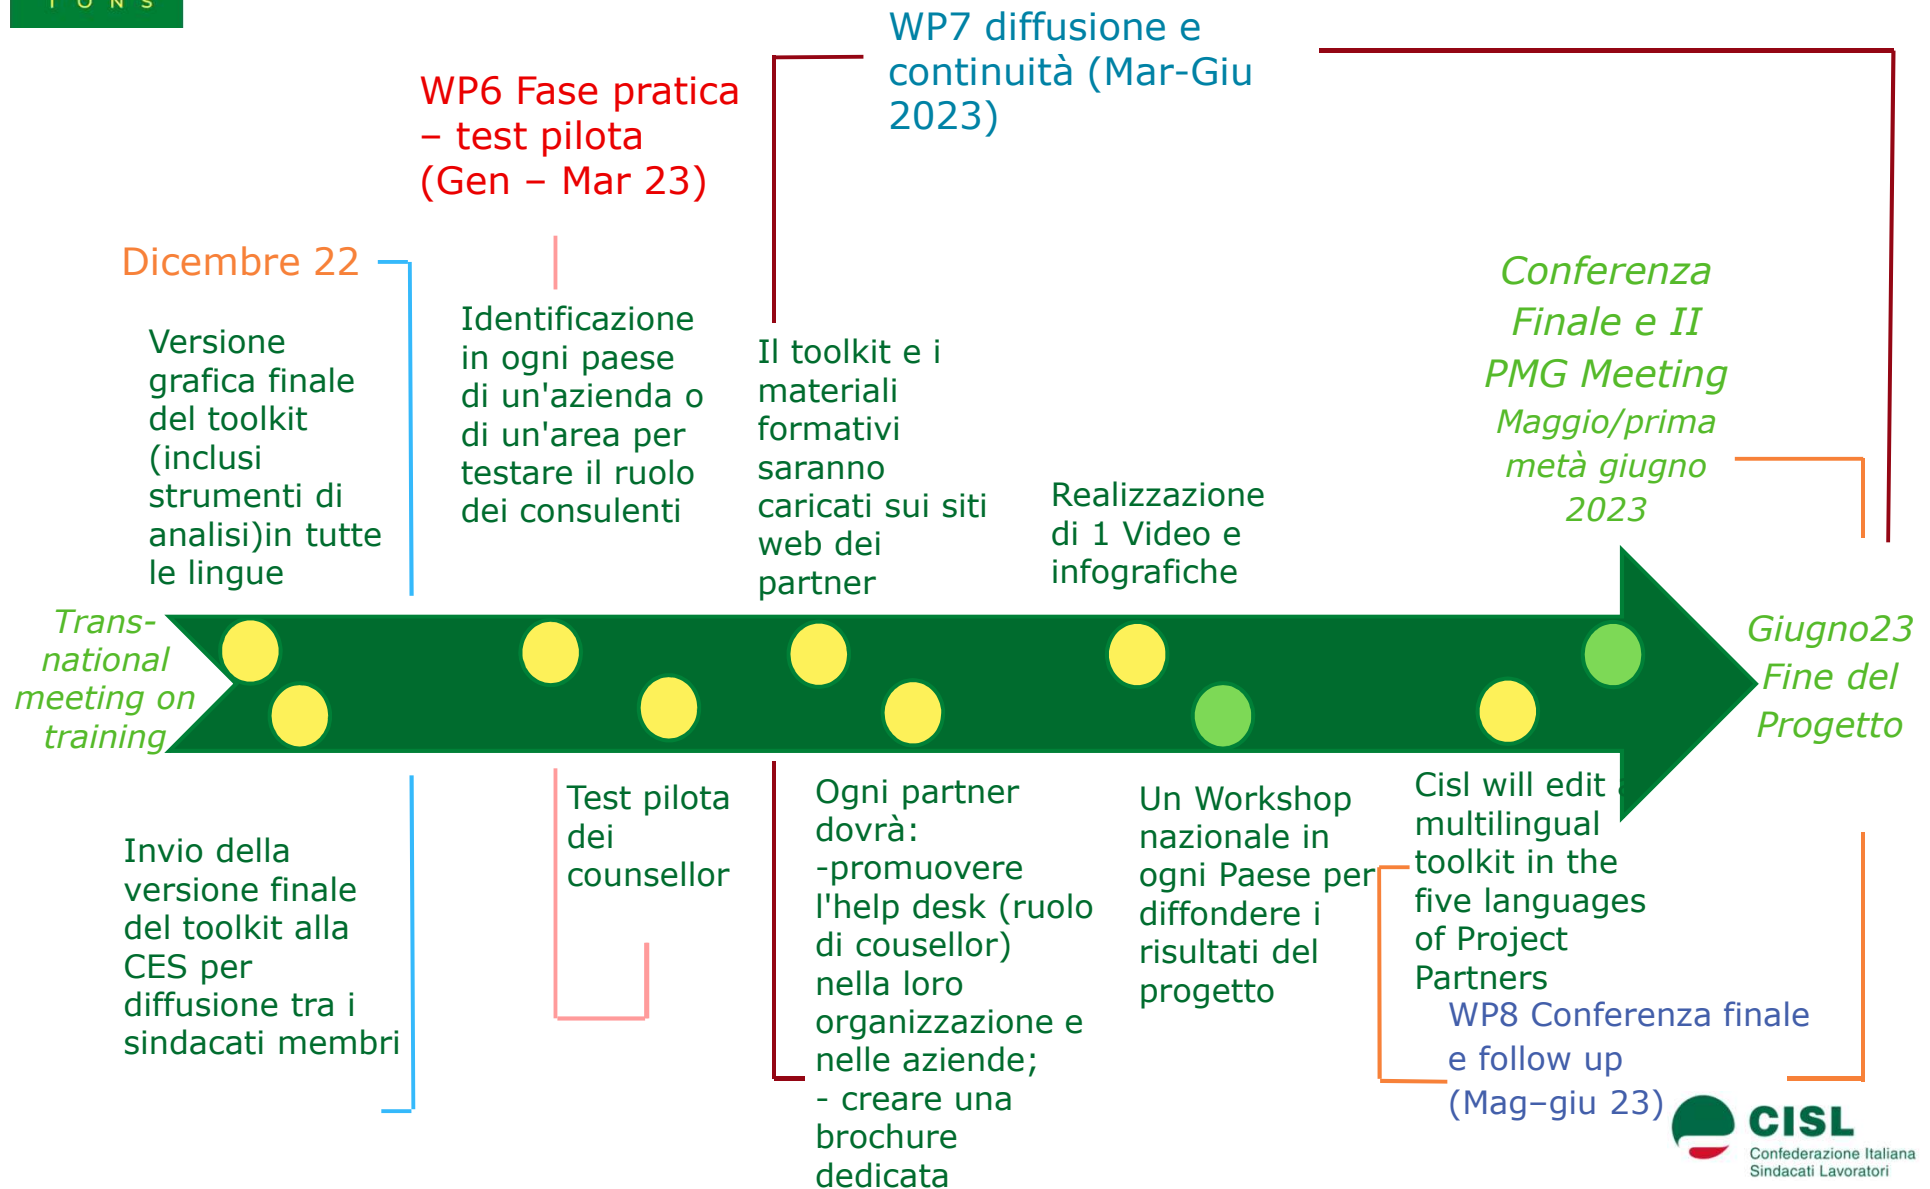 T O N S
WP7 diffusione e
continuità (Mar-Giu
2023)
WP6 Fase pratica
– test pilota
(Gen – Mar 23)
Dicembre 22
Versione
grafica finale
del toolkit
(inclusi
strumenti di
analisi)in tutte
le lingue
Identificazione
in ogni paese
di un'azienda o
di un'area per
testare il ruolo
dei consulenti
Il toolkit e i
materiali
formativi
saranno
caricati sui siti
web dei
partner
Realizzazione
di 1 Video e
infografiche
Conferenza
Finale e II
PMG Meeting
Maggio/prima
metà giugno
2023
Trans-
national
meeting on
training
Giugno23
Fine del
Progetto
Invio della
versione finale
del toolkit alla
CES per
diffusione tra i
sindacati membri
Test pilota
dei
counsellor
Ogni partner
dovrà:
-promuovere
l'help desk (ruolo
di cousellor)
nella loro
organizzazione e
nelle aziende;
- creare una
brochure
dedicata
Un Workshop
nazionale in
ogni Paese per
diffondere i
risultati del
progetto
Cisl will edit
multilingual
toolkit in the
five languages
of Project
Partners
WP8 Conferenza finale
e follow up
(Mag–giu 23)
CISL
Confederazione Italiana
Sindacati Lavoratori